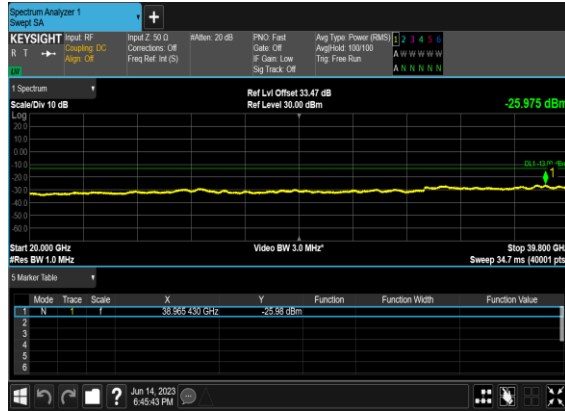 Spectrum Analyzer 1
Swept SA
+
KEYSIGHT Input: RF Input Z: 50 Ω #Atten: 20 dB PNO: Fast Avg Type: Power (RMS) 1 2 3 4 5 6
R T Coupling: DC Corrections: Off Gate: Off Avg|Hold: 100/100 A W W W W W
Align: Off Freq Ref: Int (S) IF Gain: Low Trig: Free Run
Sig Track: Off A N N N N N
1 Spectrum Ref Lvl Offset 33.47 dB
Scale/Div 10 dB Ref Level 30.00 dBm -25.975 dBm
Log
20.0
10.0
0.00
-10.0 DL1 -13.00 dBm
-20.0 1
-30.0
-40.0
-50.0
-60.0
Start 20.000 GHz Video BW 3.0 MHz* Stop 39.800 GHz
#Res BW 1.0 MHz Sweep 34.7 ms (40001 pts
5 Marker Table
Mode Trace Scale X Y Function Function Width Function Value
1 N 1 f 38.965 430 GHz -25.98 dBm
2
3
4
5
6
? Jun 14, 2023
6:45:43 PM